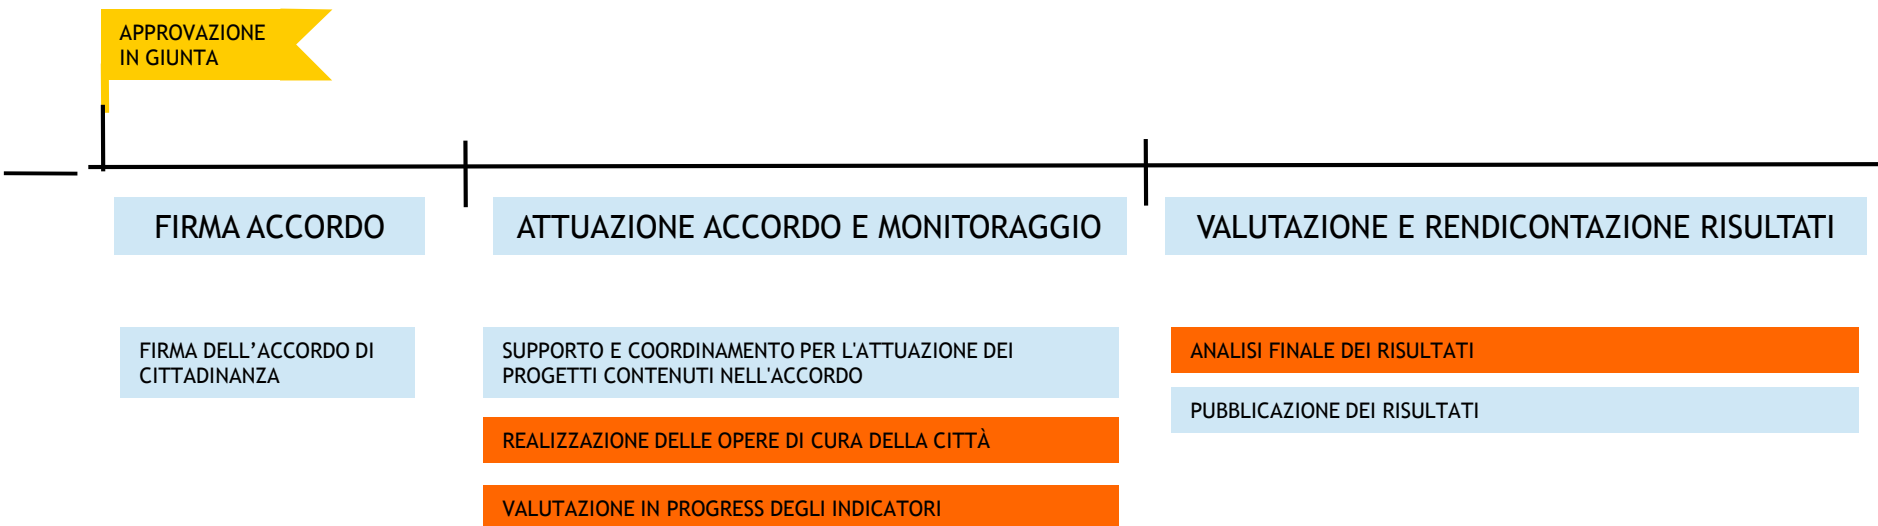 APPROVAZIONE
IN GIUNTA
FIRMA ACCORDO
ATTUAZIONE ACCORDO E MONITORAGGIO
VALUTAZIONE E RENDICONTAZIONE RISULTATI
FIRMA DELL’ACCORDO DI
CITTADINANZA
SUPPORTO E COORDINAMENTO PER L'ATTUAZIONE DEI
PROGETTI CONTENUTI NELL'ACCORDO
REALIZZAZIONE DELLE OPERE DI CURA DELLA CITTÀ
VALUTAZIONE IN PROGRESS DEGLI INDICATORI
ANALISI FINALE DEI RISULTATI
PUBBLICAZIONE DEI RISULTATI